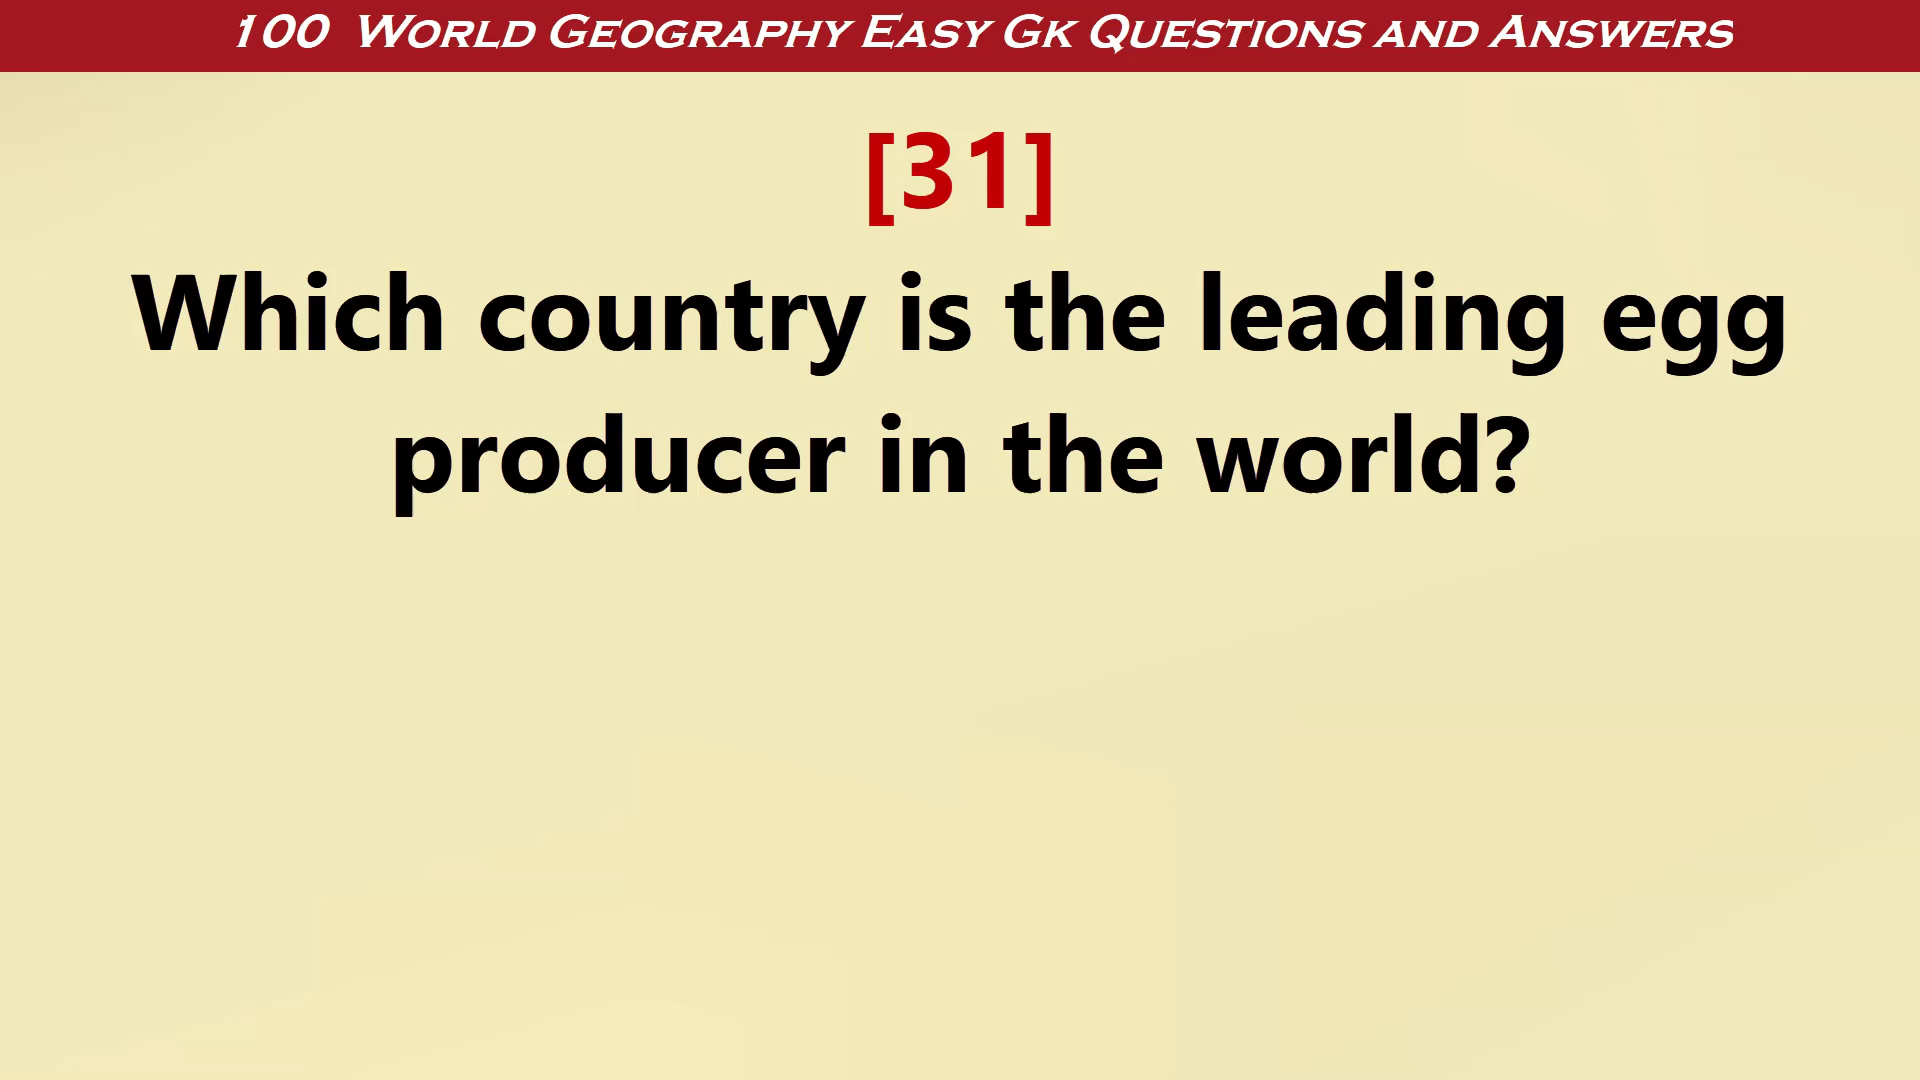 100 World Geography Easy Gk Questions and Answers
[31]
Which country is the leading egg
producer in the world?